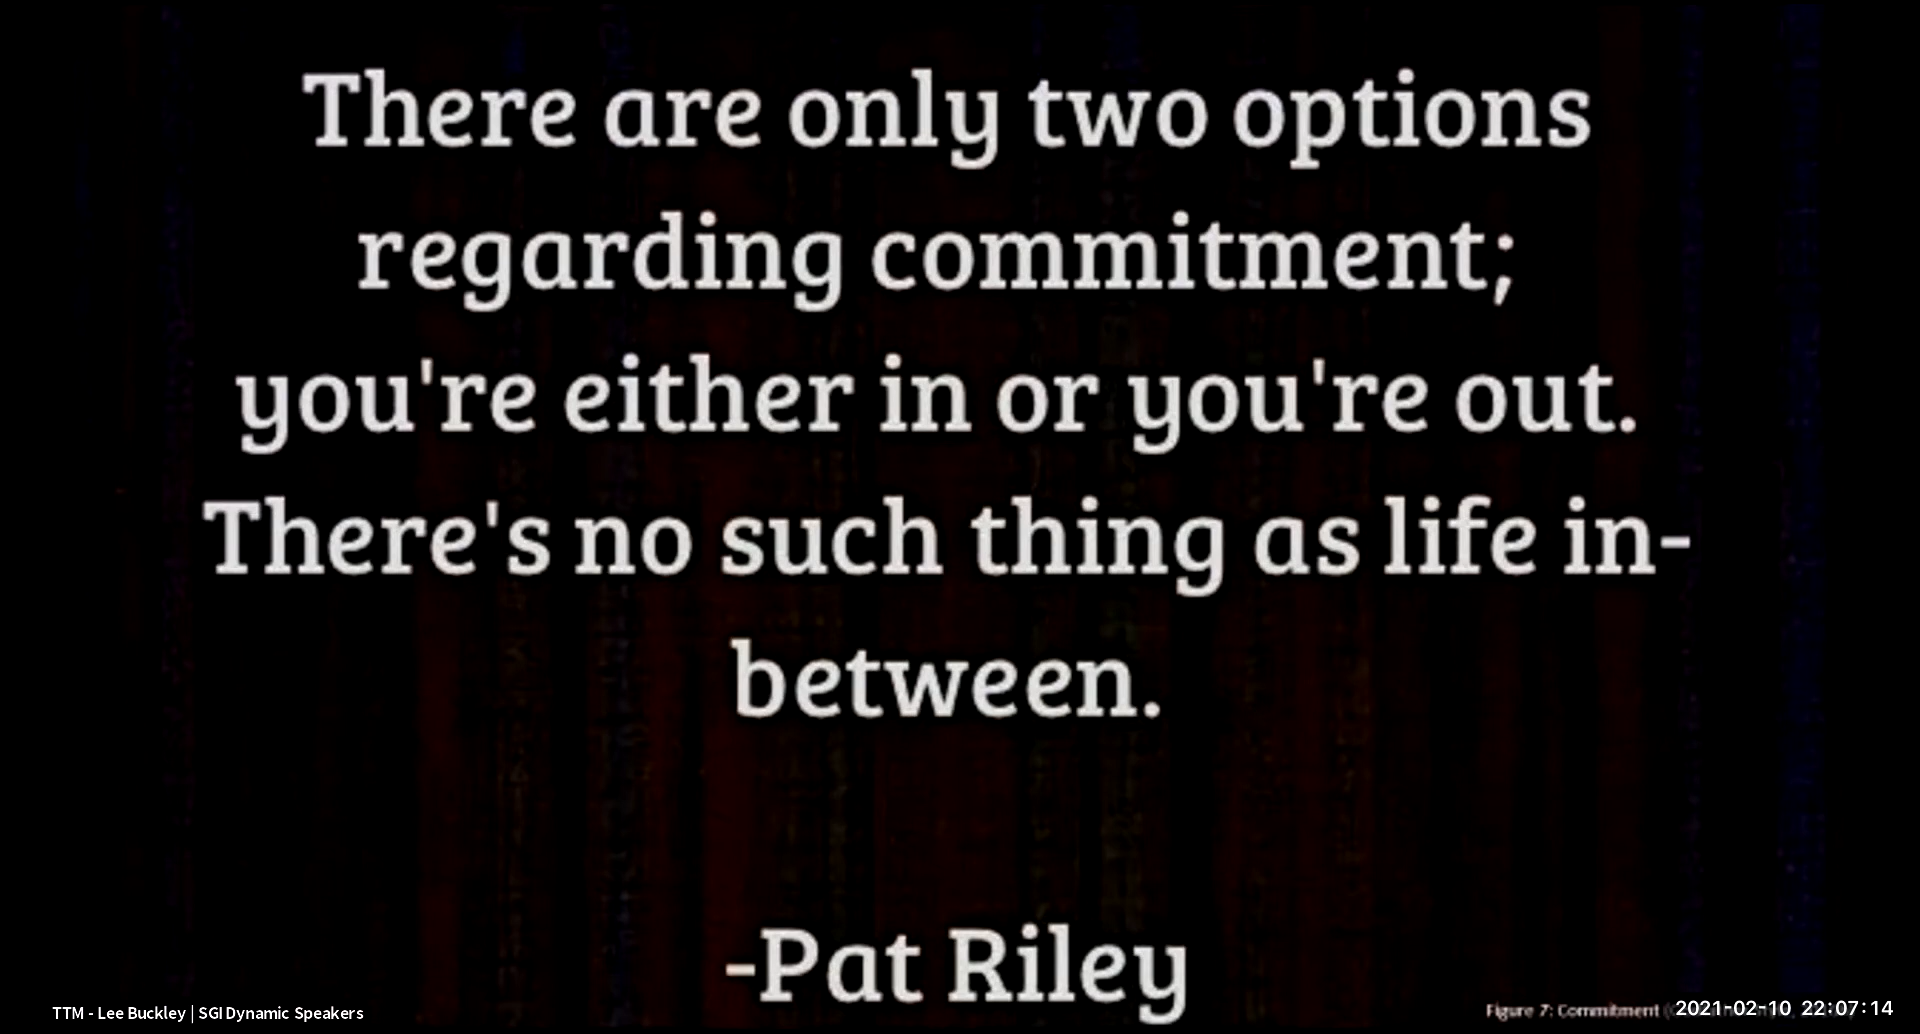 There are only two options
regarding commitment;
you're either in or you're out.
There's no such thing as life in-
between.
-Pat Riley
TTM - Lee Buckley | SGI Dynamic Speakers
Figure 7: Commitment
2021-02-10 22:07:14